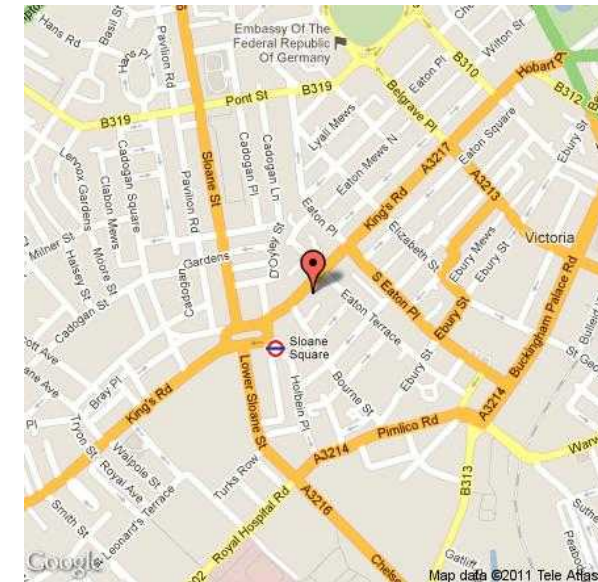 Hans Rd
Basil St
Hans Pl
Pavilion Rd
Embassy Of The
Federal Republic
Of Germany
Eaton Pl
B310
Wilton St
Hobart Pl
B319
Pont St
B319
Belgrave Pl
B312
Lyall Mews
Eaton Mews N
A3217
Eaton Square
Ebury St
Sloane St
Cadogan Pl
Cadogan Ln
Lennox Gardens
Clabon Mews
Cadogan Square
Pavilion Rd
Eaton Pl
King's Rd
A3213
Milner St
Halsey St
Moore St
Gardens
D'Oyley St
Elizabeth St
Ebury Mews
Ebury St
Victoria
Cadogan St
Cadogan
S Eaton Pl
Eaton Terrace
Ebury St
Buckingham Palace Rd
Sloane
Square
Bray Pl
King's Rd
Lower Sloane St
Holbein Pl
Bourne St
Ebury St
A3214
Pimlico Rd
A3214
Tryon St
Walpole St
Royal Ave
St Leonard's Terrace
Smith St
Turks Row
A3216
Royal Hospital Rd
B313
Google
Map data ©2011 Tele Atlas